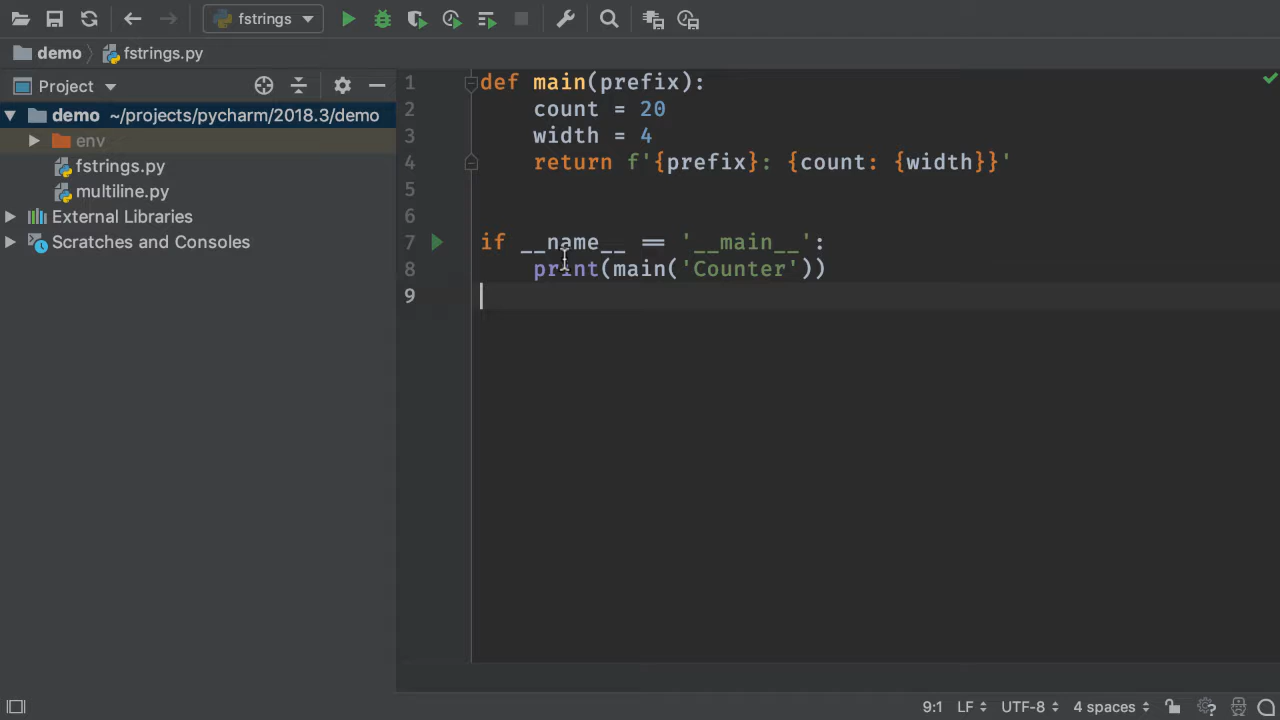 fstrings
demo fstrings.py
Project
demo ~/projects/pycharm/2018.3/demo
env
fstrings.py
multiline.py
External Libraries
Scratches and Consoles
1 def main(prefix):
2 count = 20
3 width = 4
4 return f'{prefix}: {count: {width}}'
5
6
7 if __name__ == '__main__':
8 print(main('Counter'))
9
9:1 LF UTF-8 4 spaces